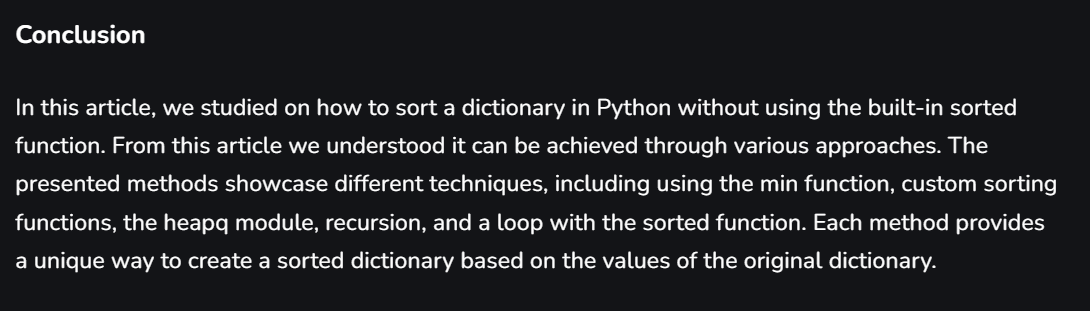 Conclusion
In this article, we studied on how to sort a dictionary in Python without using the built-in sorted
function. From this article we understood it can be achieved through various approaches. The
presented methods showcase different techniques, including using the min function, custom sorting
functions, the heapq module, recursion, and a loop with the sorted function. Each method provides
a unique way to create a sorted dictionary based on the values of the original dictionary.